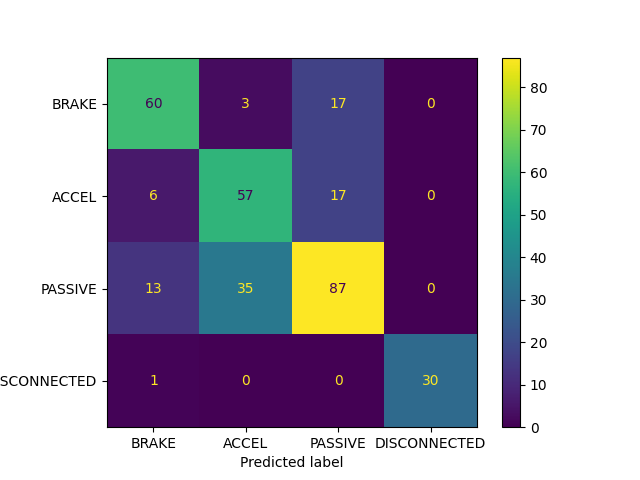 BRAKE 60 3 17 0
ACCEL 6 57 17 0
PASSIVE 13 35 87 0
SCONNECTED 1 0 0 30
BRAKE ACCEL PASSIVE DISCONNECTED
Predicted label
80
70
60
50
40
30
20
10
0